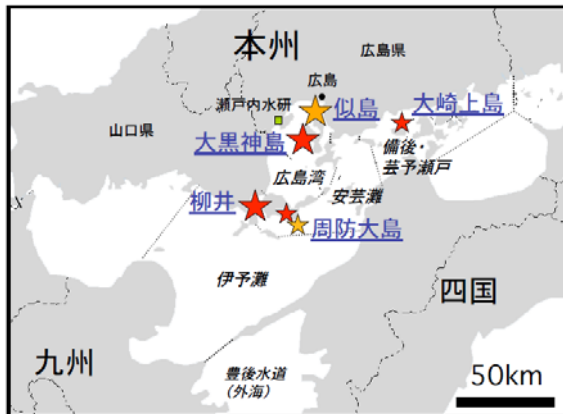 本州
広島県
広島
瀬戸内水研
似島
大崎上島
山口県
大黒神島
備後・
芸予瀬戸
広島湾
安芸灘
柳井
周防大島
伊予灘
四国
九州
豊後水道
（外海）
50km